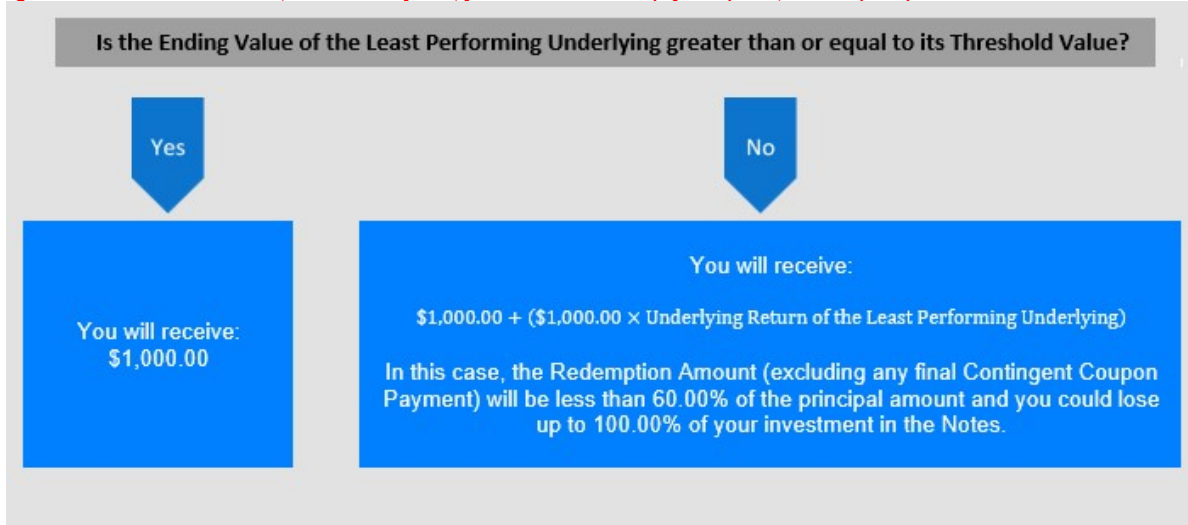 Is the Ending Value of the Least Performing Underlying greater than or equal to its Threshold Value?
Yes
No
You will receive:
$1,000.00
You will receive:
$1,000.00 + ($1,000.00 × Underlying Return of the Least Performing Underlying)
In this case, the Redemption Amount (excluding any final Contingent Coupon
Payment) will be less than 60.00% of the principal amount and you could lose
up to 100.00% of your investment in the Notes.